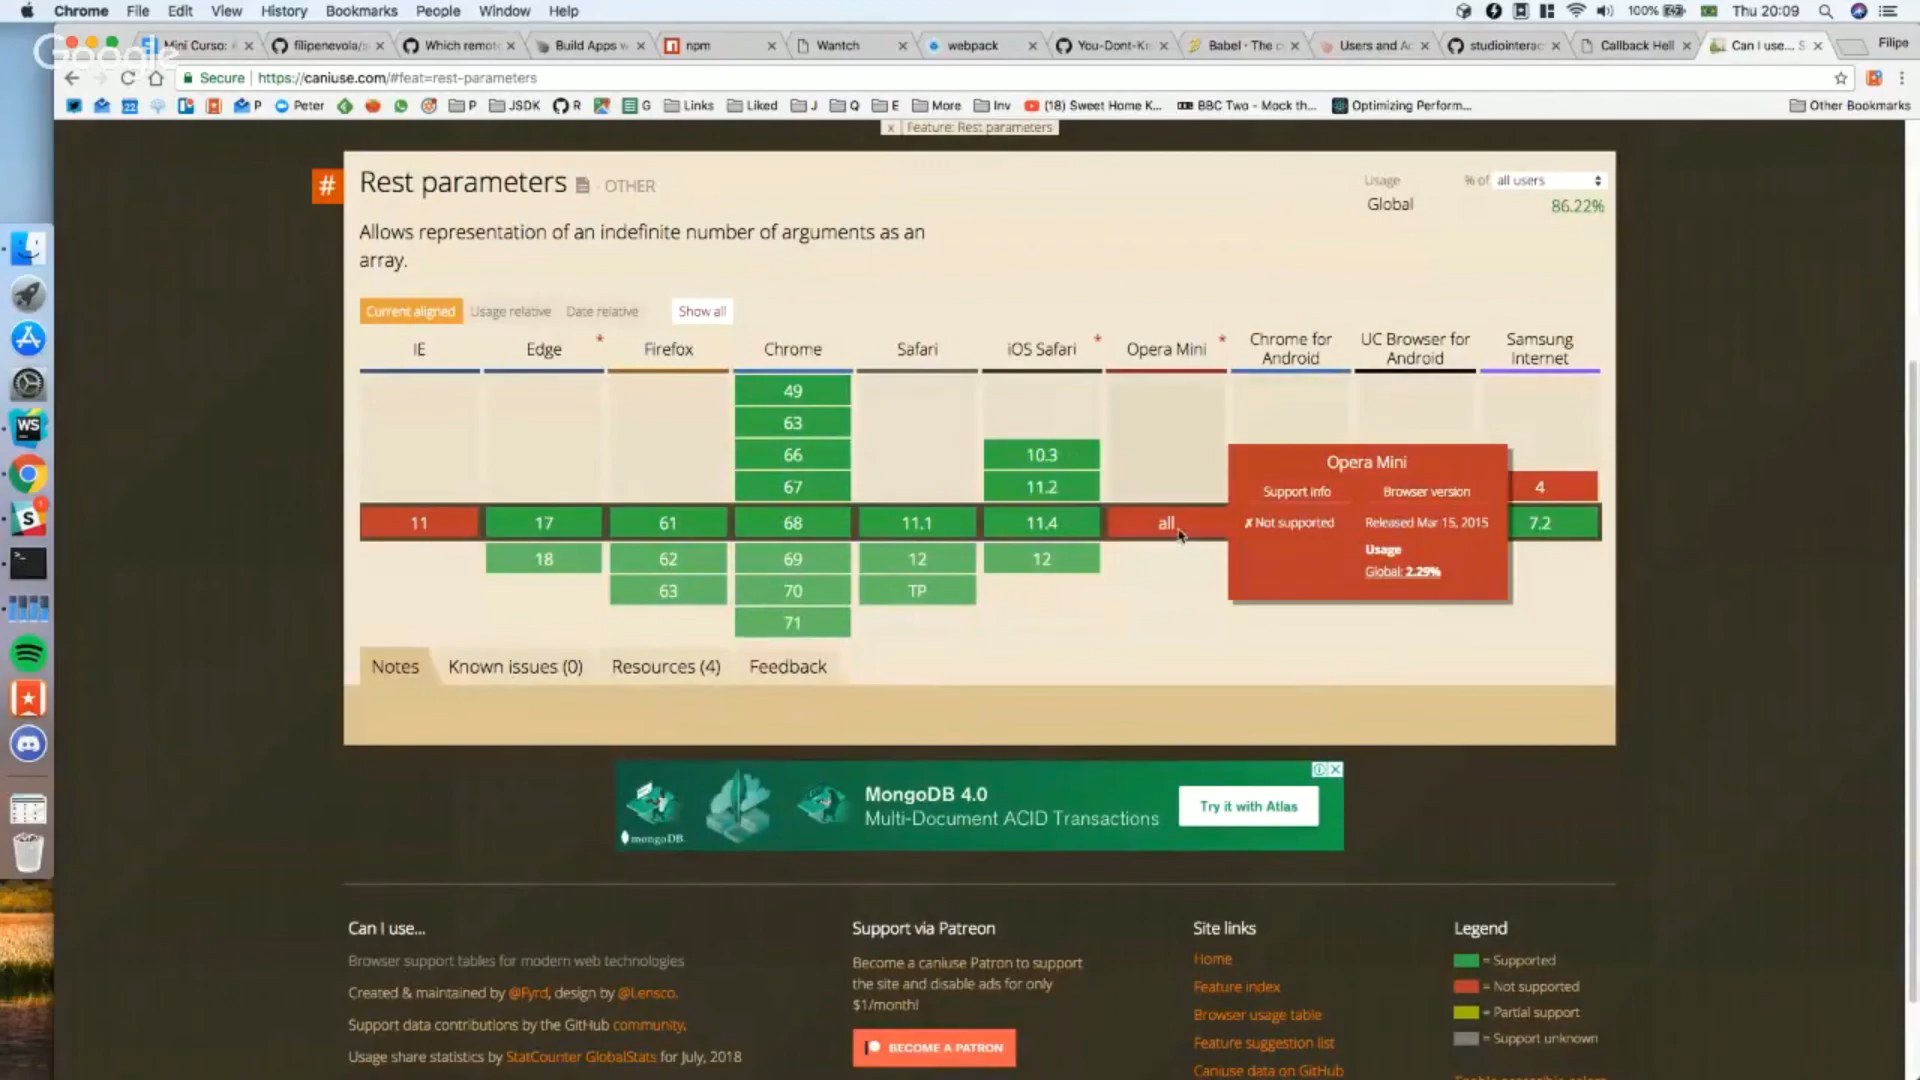 Chrome File Edit View History Bookmarks People Window Help 100% Thu 20:09
Google
Mini Curso: filipenevola/s Which remot Build Apps w npm Wantch webpack You-Dont-Kn Babel · The c Users and Ac studiointerac Callback Hell Can I use... S Filipe
Secure https://caniuse.com/#feat=rest-parameters
22 P Peter JSDK R G Links Liked J Q E More Inv (18) Sweet Home K... BBC Two - Mock th... Optimizing Perform... Other Bookmarks
x Feature: Rest parameters
# Rest parameters - OTHER
Usage % of all users
Global 86.22%
Allows representation of an indefinite number of arguments as an
array.
Current aligned Usage relative Date relative Show all
IE Edge * Firefox Chrome Safari iOS Safari * Opera Mini * Chrome for Android UC Browser for Android Samsung Internet
49
63
66 10.3
67 11.2 4
11 17 61 68 11.1 11.4 all 7.2
18 62 69 12 12
63 70 TP
71
Opera Mini
Support info Browser version
✗ Not supported Released Mar 15, 2015
Usage
Global: 2.29%
Notes Known issues (0) Resources (4) Feedback
MongoDB 4.0
Multi-Document ACID Transactions
mongoDB.
Try it with Atlas
Can I use...
Browser support tables for modern web technologies
Created & maintained by @Fyrd, design by @Lensco.
Support data contributions by the GitHub community.
Usage share statistics by StatCounter GlobalStats for July, 2018
Support via Patreon
Become a caniuse Patron to support
the site and disable ads for only
$1/month!
BECOME A PATRON
Site links
Home
Feature index
Browser usage table
Feature suggestion list
Caniuse data on GitHub
Legend
= Supported
= Not supported
= Partial support
= Support unknown
WS
S